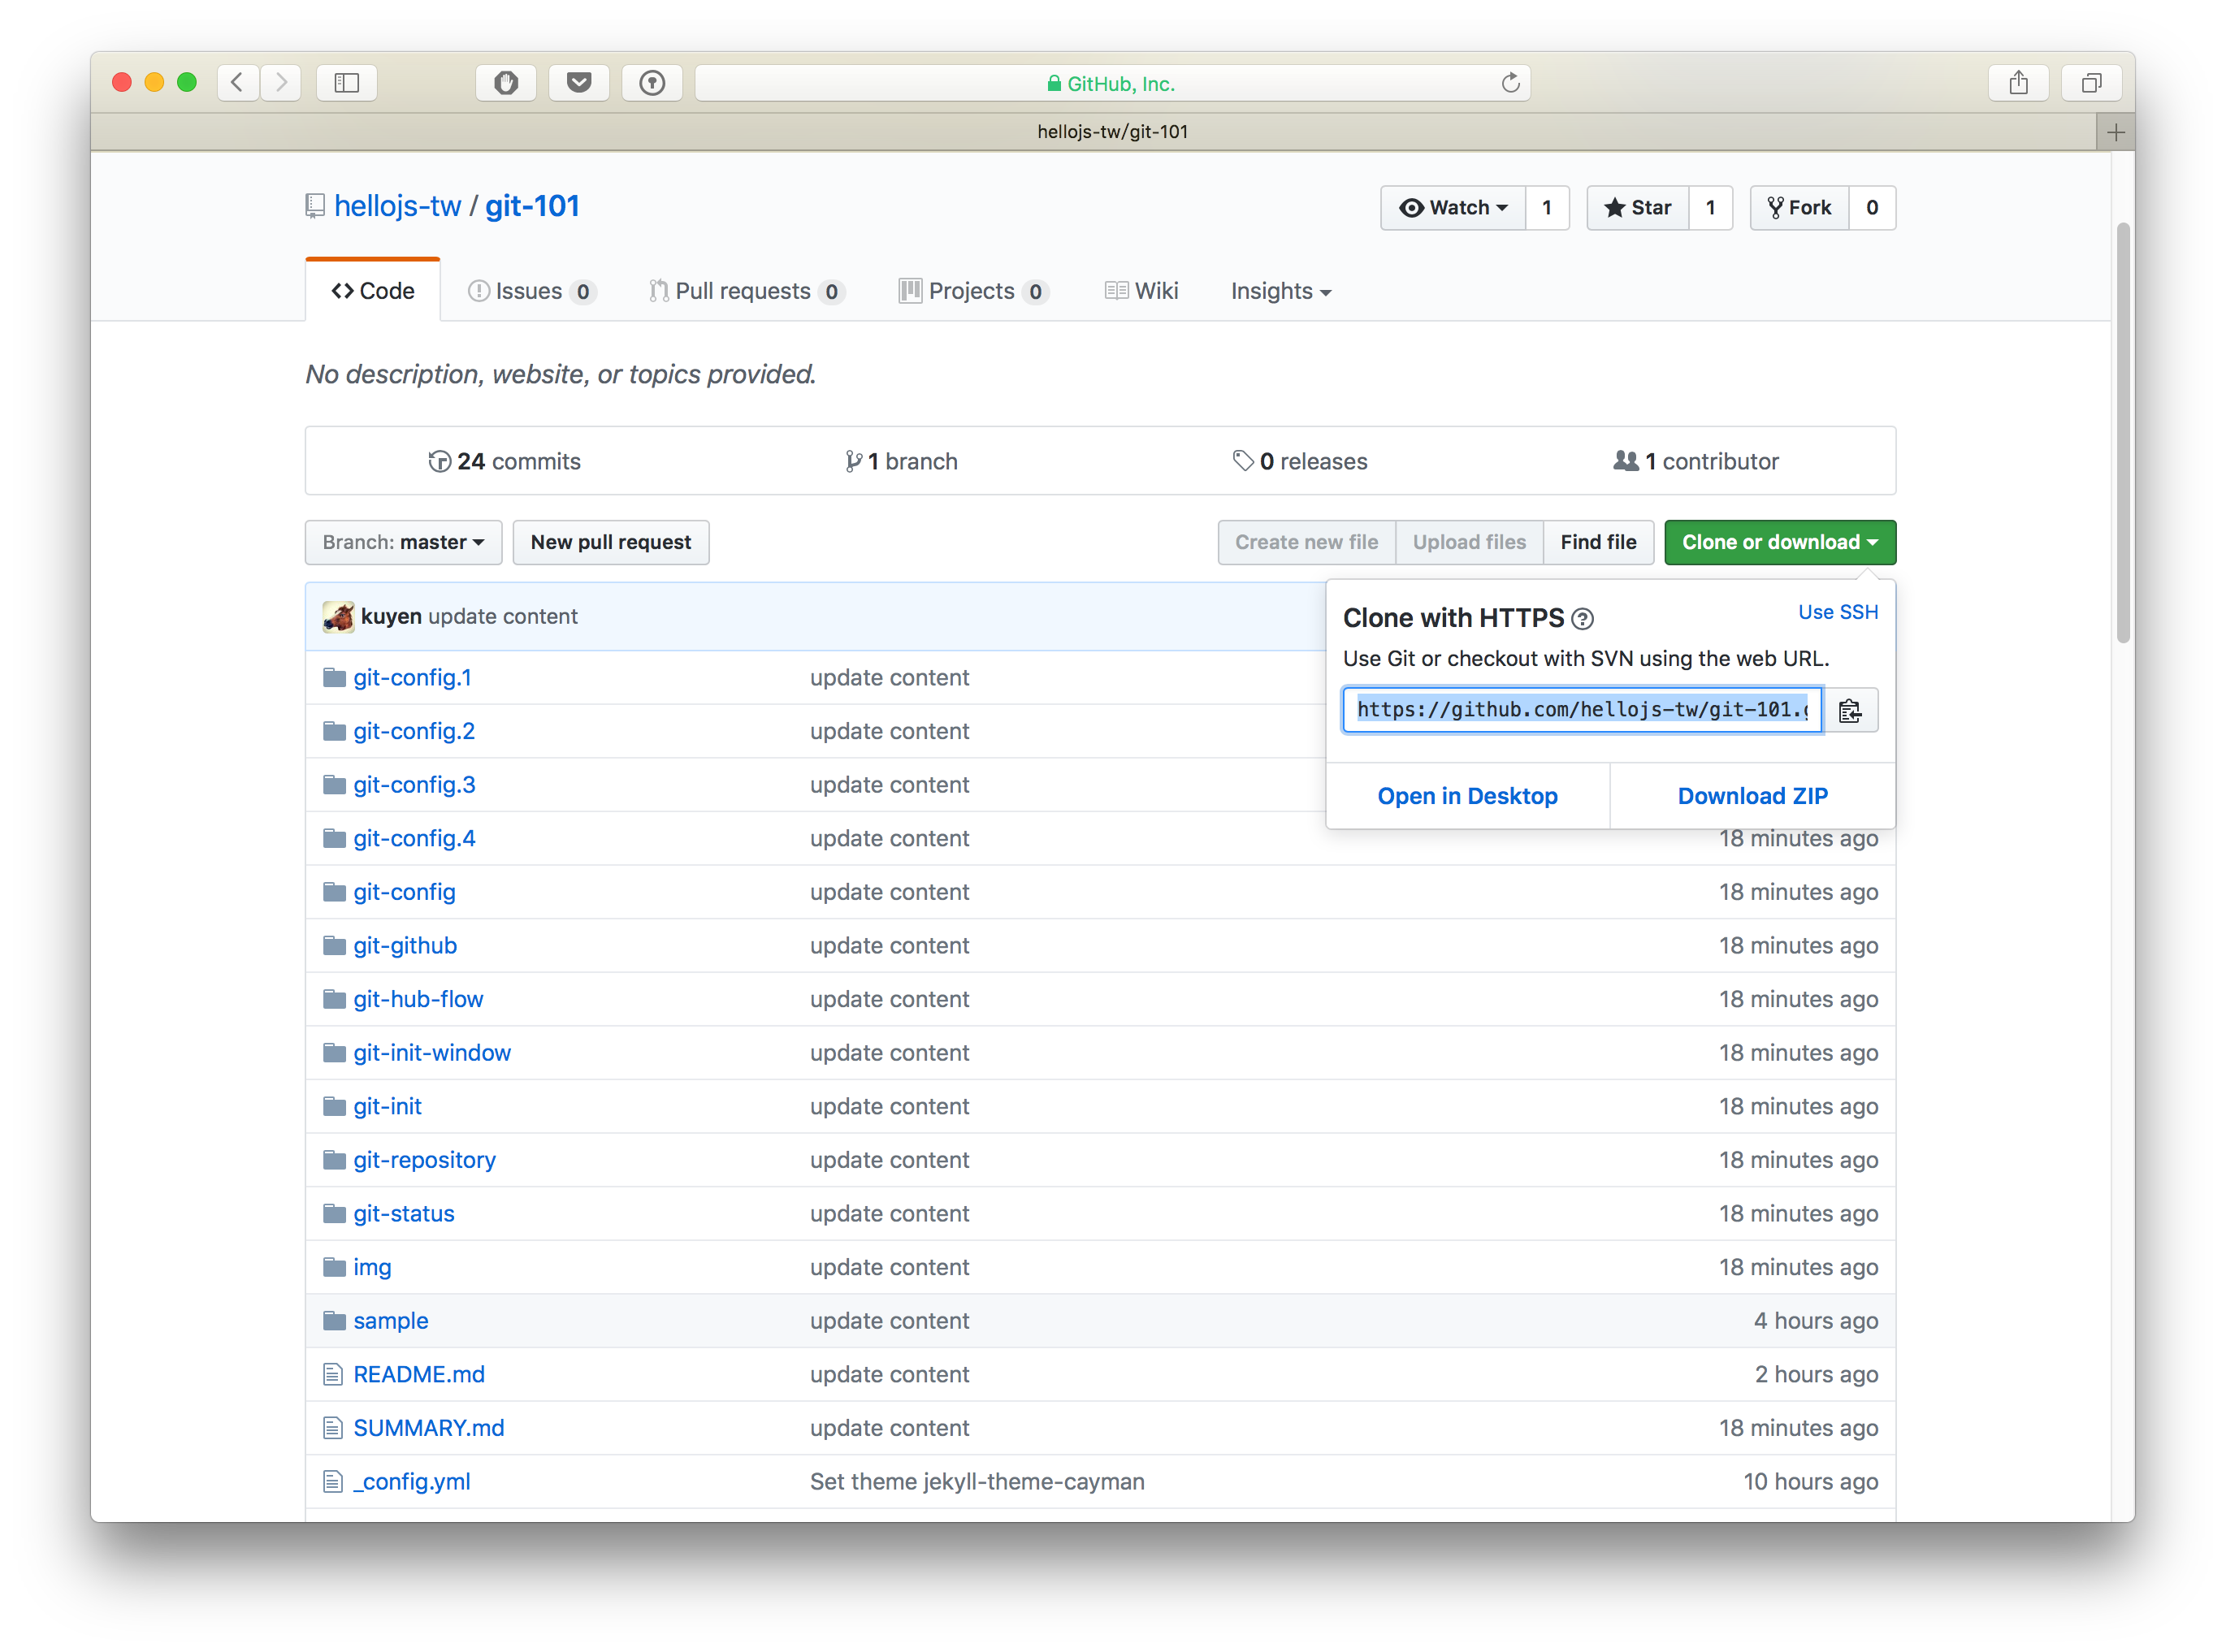 GitHub, Inc.
hellojs-tw/git-101
hellojs-tw / git-101
Watch 1 Star 1 Fork 0
Code Issues 0 Pull requests 0 Projects 0 Wiki Insights
No description, website, or topics provided.
24 commits 1 branch 0 releases 1 contributor
Branch: master New pull request Create new file Upload files Find file Clone or download
kuyen update content
Clone with HTTPS ? Use SSH
Use Git or checkout with SVN using the web URL.
https://github.com/hellojs-tw/git-101.g
Open in Desktop Download ZIP
git-config.1 update content
git-config.2 update content
git-config.3 update content
git-config.4 update content 18 minutes ago
git-config update content 18 minutes ago
git-github update content 18 minutes ago
git-hub-flow update content 18 minutes ago
git-init-window update content 18 minutes ago
git-init update content 18 minutes ago
git-repository update content 18 minutes ago
git-status update content 18 minutes ago
img update content 18 minutes ago
sample update content 4 hours ago
README.md update content 2 hours ago
SUMMARY.md update content 18 minutes ago
_config.yml Set theme jekyll-theme-cayman 10 hours ago